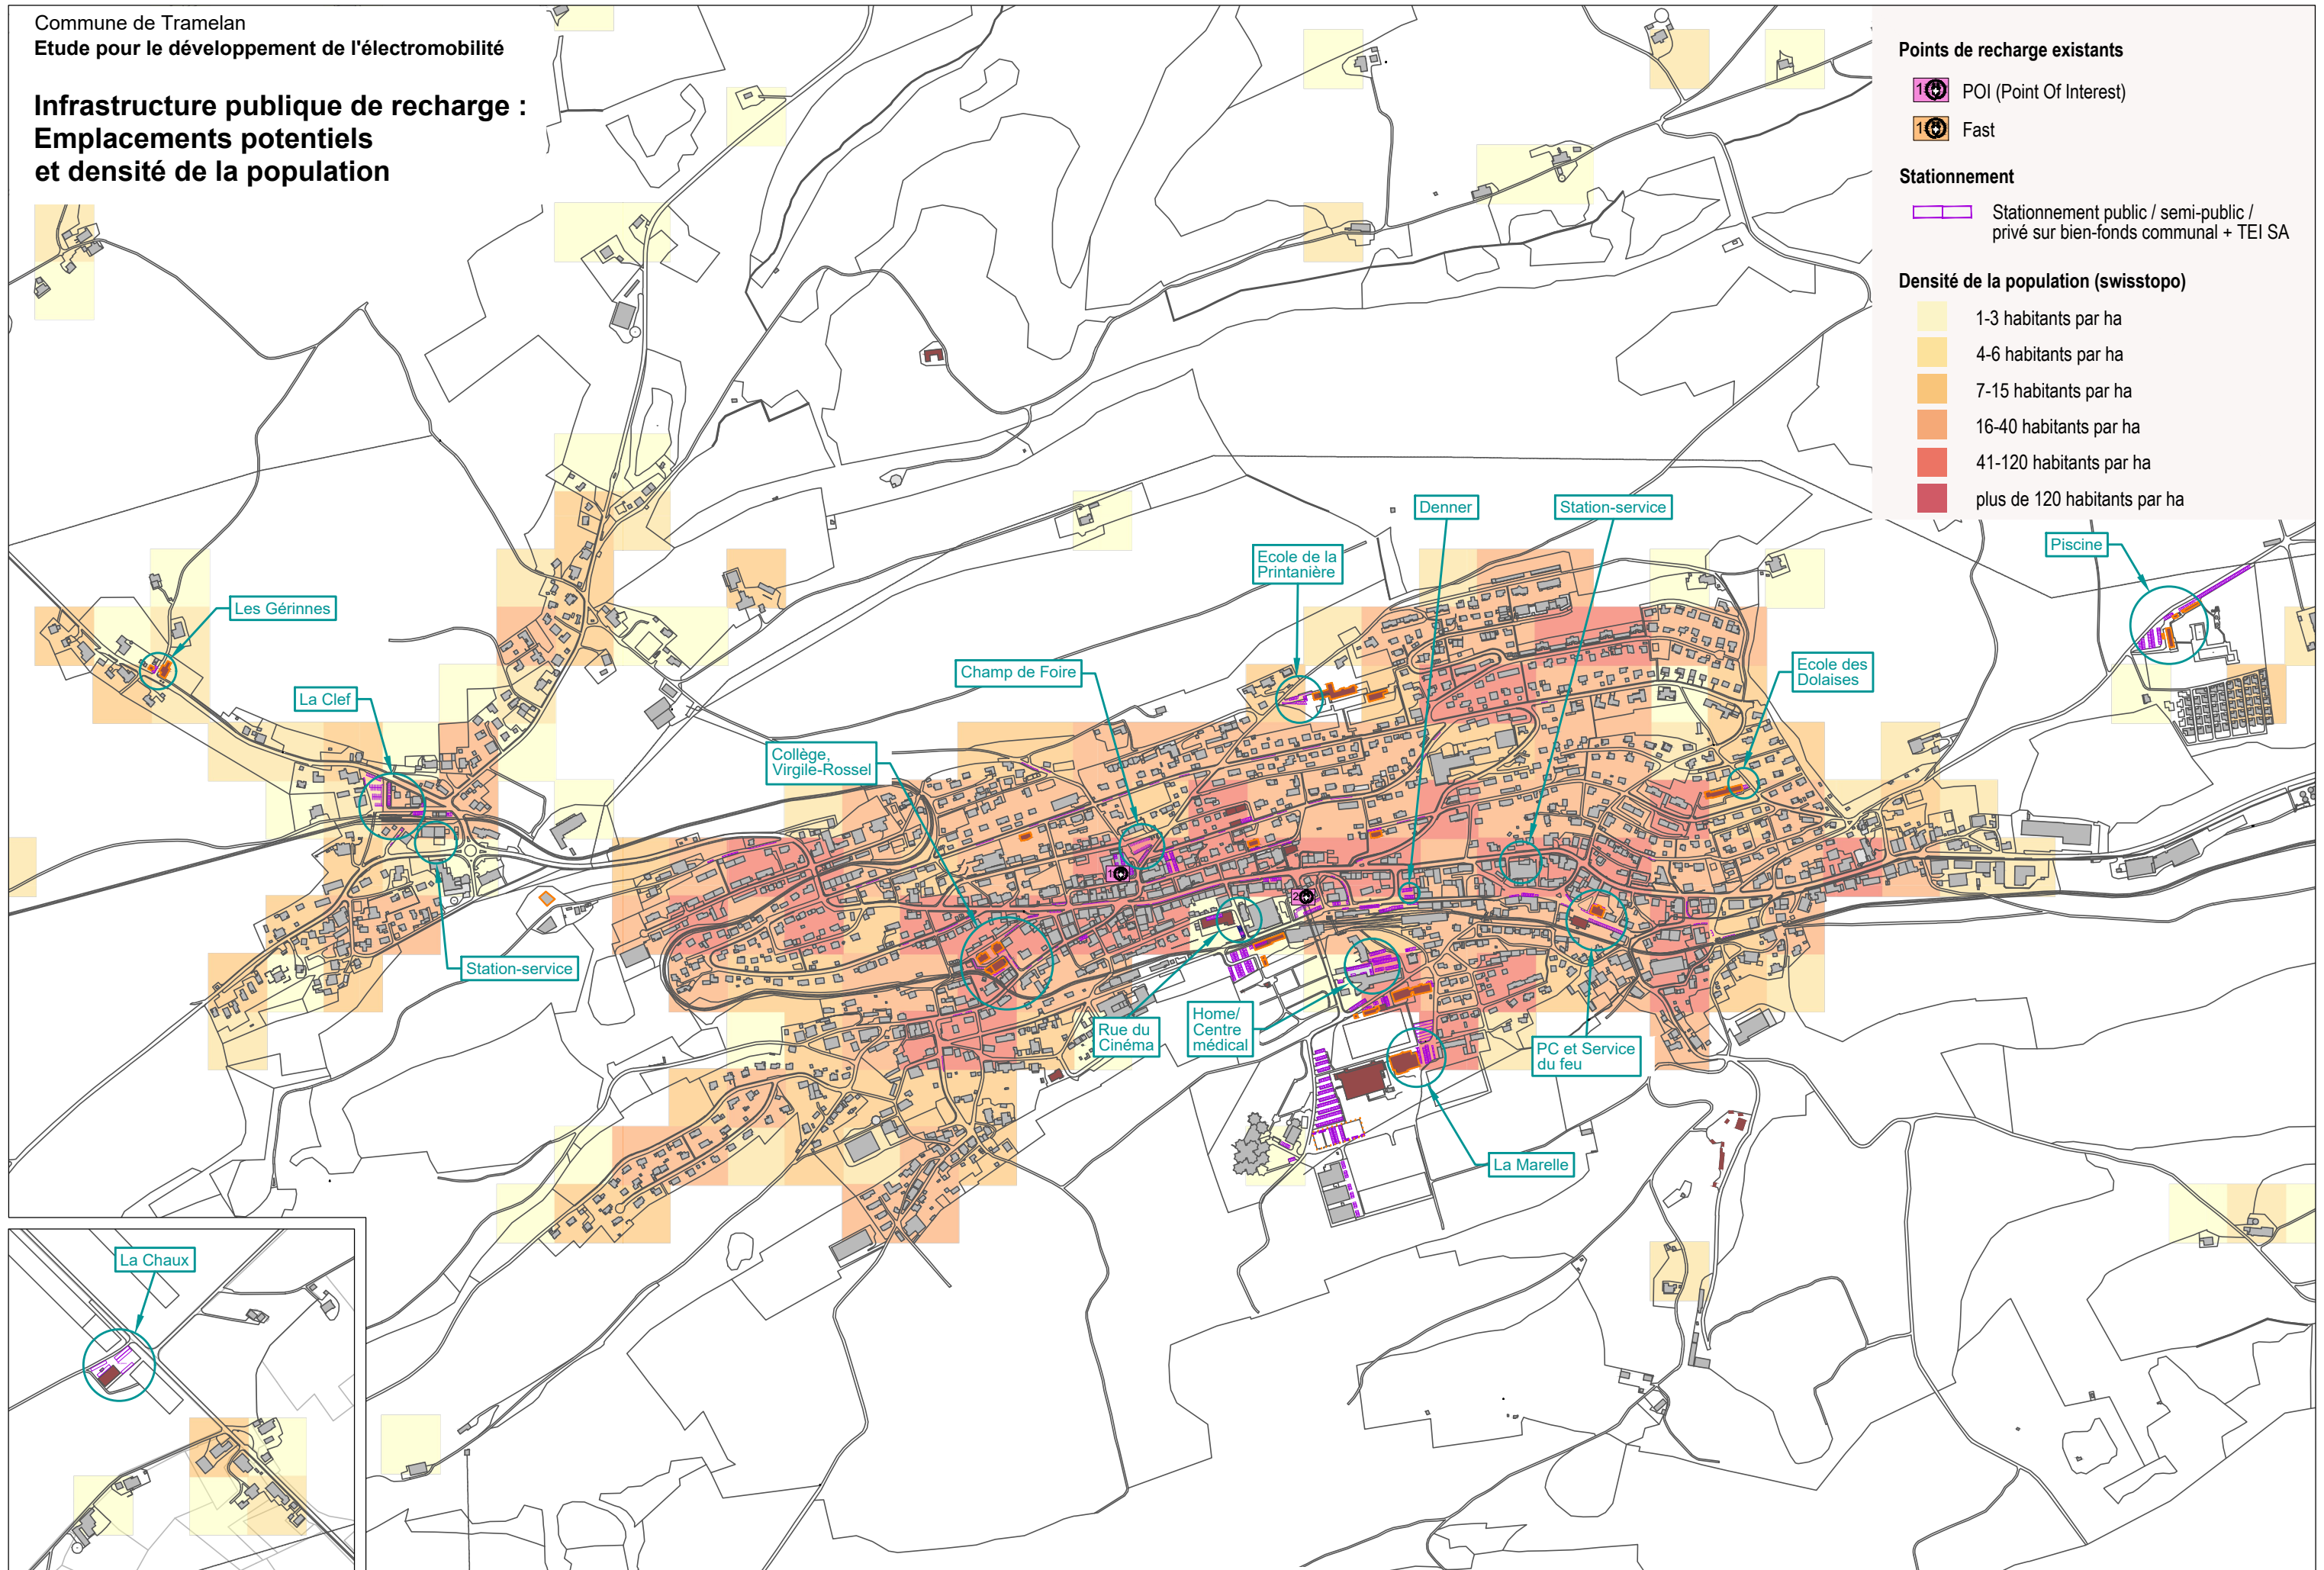 Commune de Tramelan
Etude pour le développement de l'électromobilité
Infrastructure publique de recharge :
Emplacements potentiels
et densité de la population
Points de recharge existants
POI (Point Of Interest)
Fast
Stationnement
Stationnement public / semi-public /
privé sur bien-fonds communal + TEI SA
Densité de la population (swisstopo)
1-3 habitants par ha
4-6 habitants par ha
7-15 habitants par ha
16-40 habitants par ha
41-120 habitants par ha
plus de 120 habitants par ha
Denner
Station-service
Piscine
Ecole de la
Printanière
Les Gérinnes
Champ de Foire
Ecole des
Dolaises
La Clef
Collège,
Virgile-Rossel
Station-service
Rue du
Cinéma
Home/
Centre
médical
PC et Service
du feu
La Marelle
La Chaux